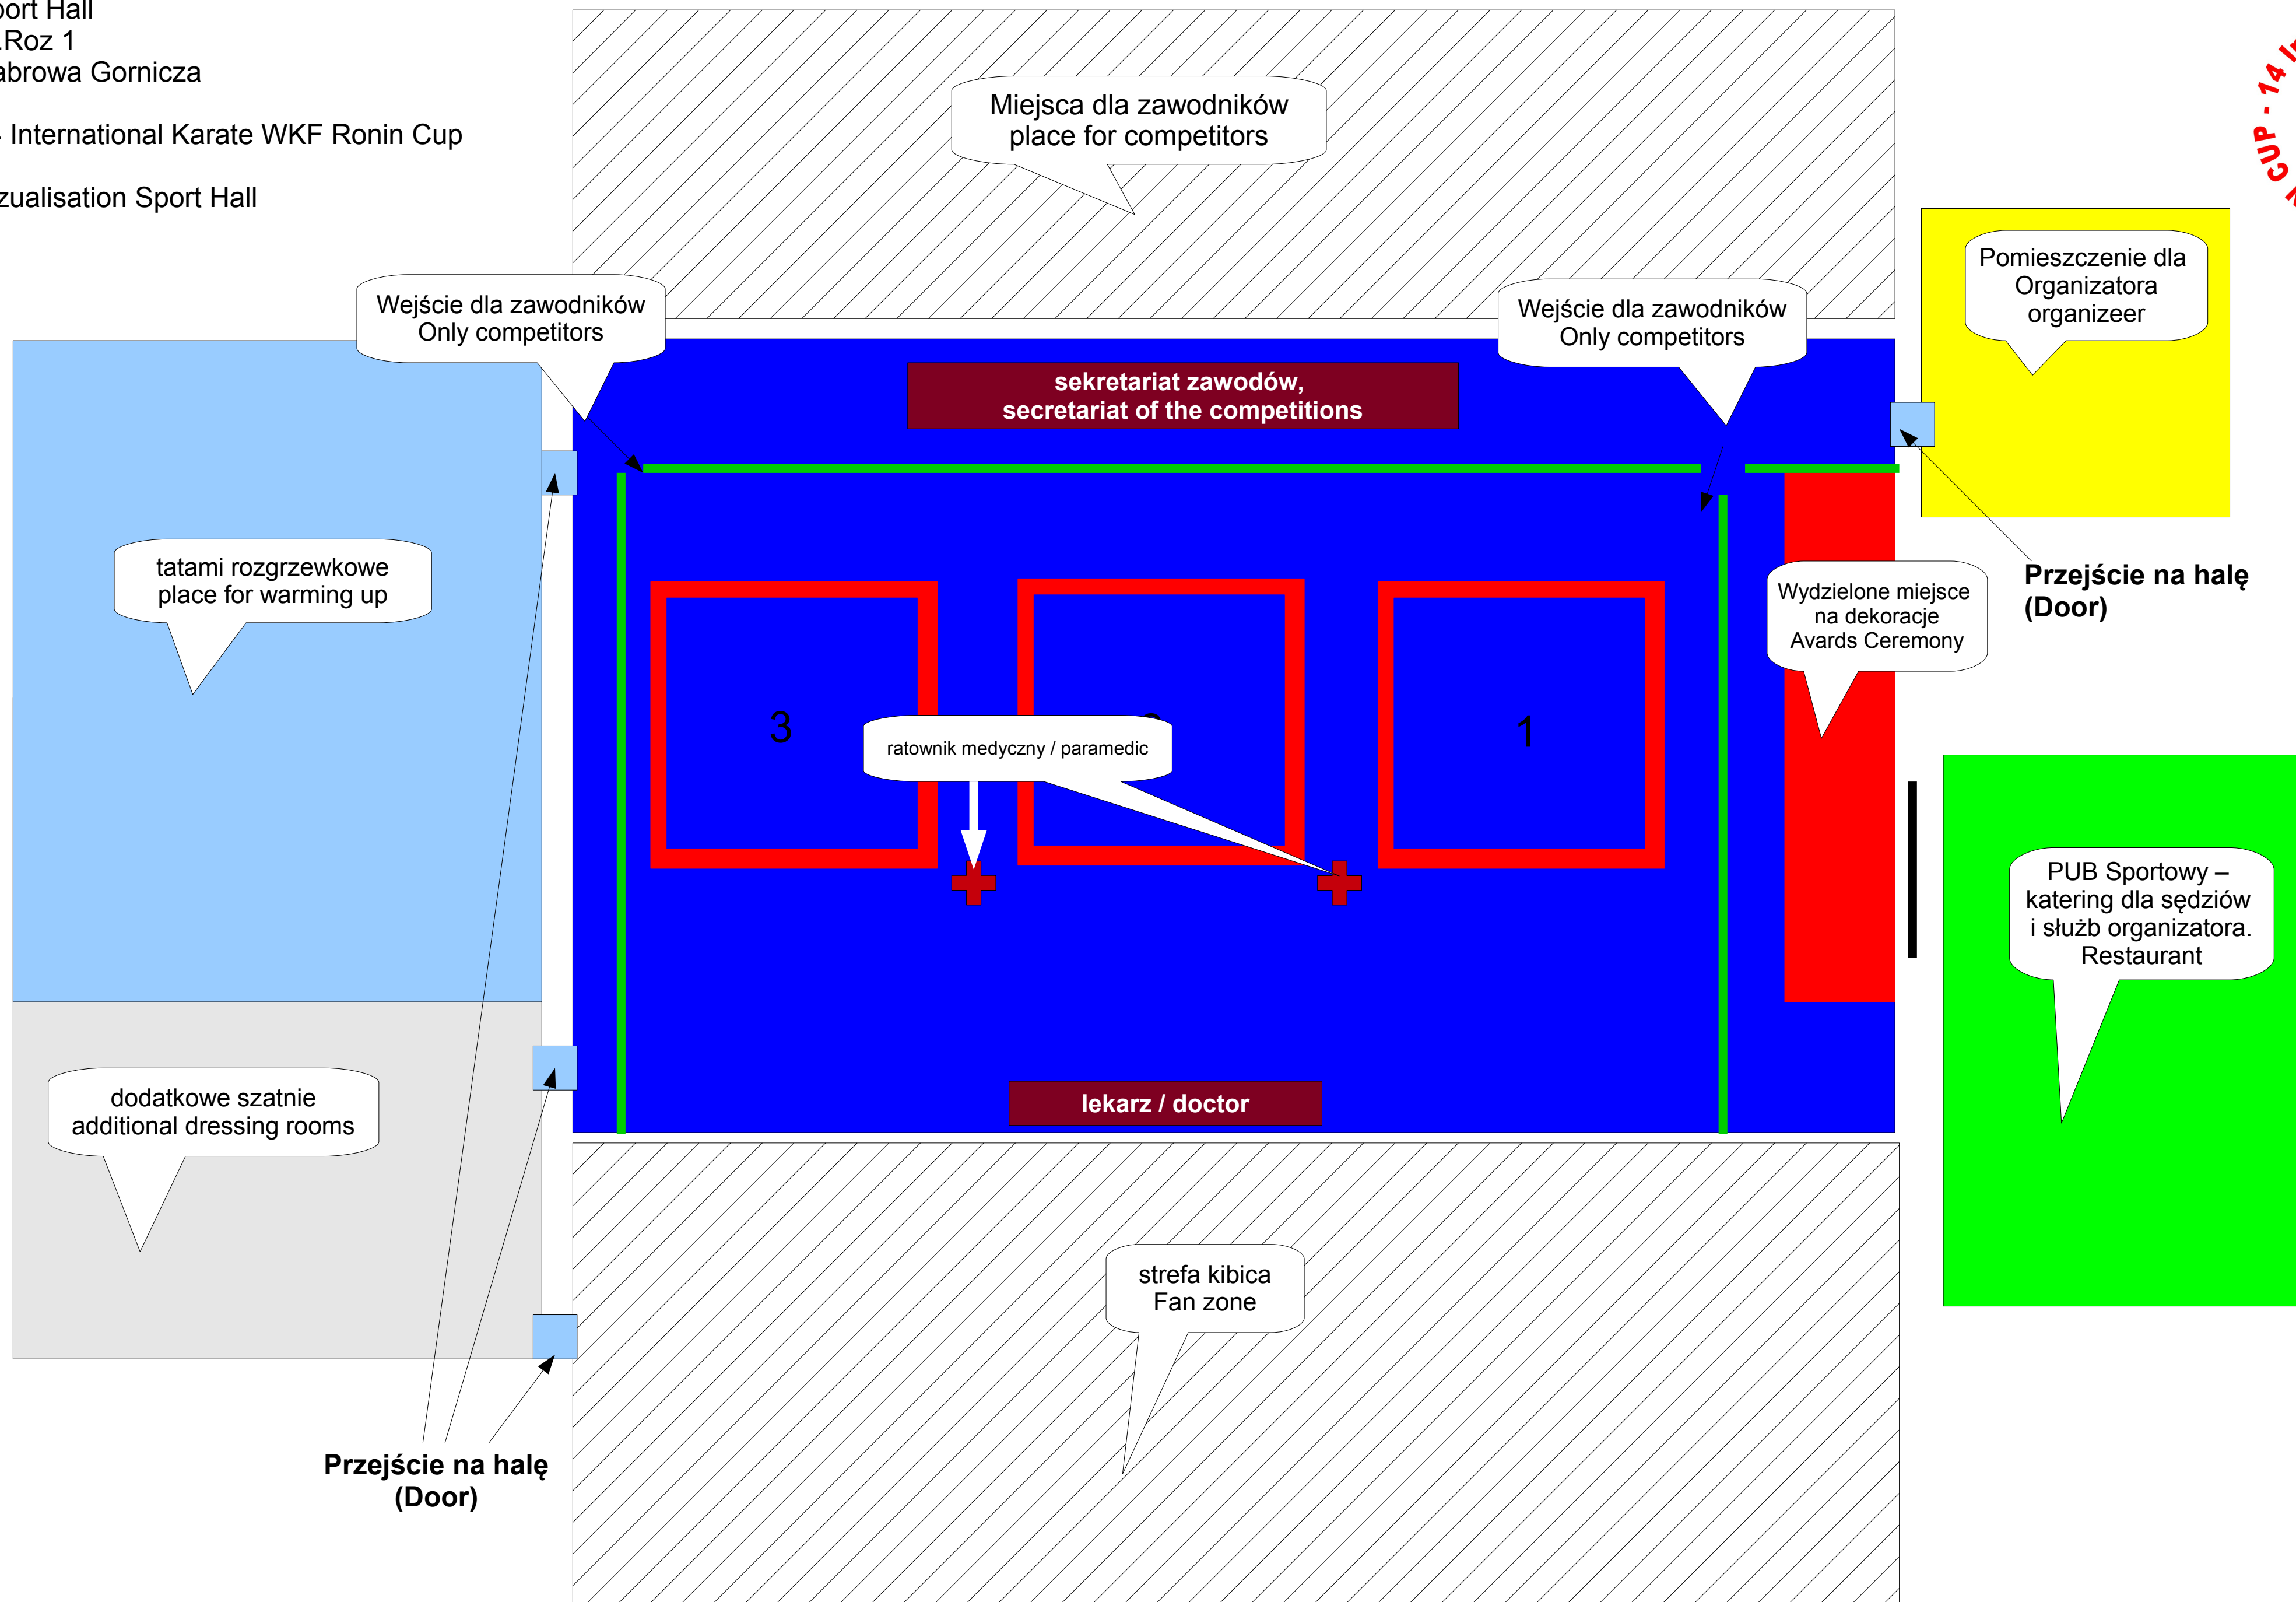 port Hall
.Roz 1
abrowa Gornicza
International Karate WKF Ronin Cup
zualisation Sport Hall
CUP - 14
Miejsca dla zawodników
place for competitors
Wejście dla zawodników
Only competitors
Wejście dla zawodników
Only competitors
Pomieszczenie dla
Organizatora
organizeer
sekretariat zawodów,
secretariat of the competitions
tatami rozgrzewkowe
place for warming up
Przejście na halę
(Door)
Wydzielone miejsce
na dekoracje
Avards Ceremony
3
1
ratownik medyczny / paramedic
PUB Sportowy –
katering dla sędziów
i służb organizatora.
Restaurant
dodatkowe szatnie
additional dressing rooms
lekarz / doctor
strefa kibica
Fan zone
Przejście na halę
(Door)